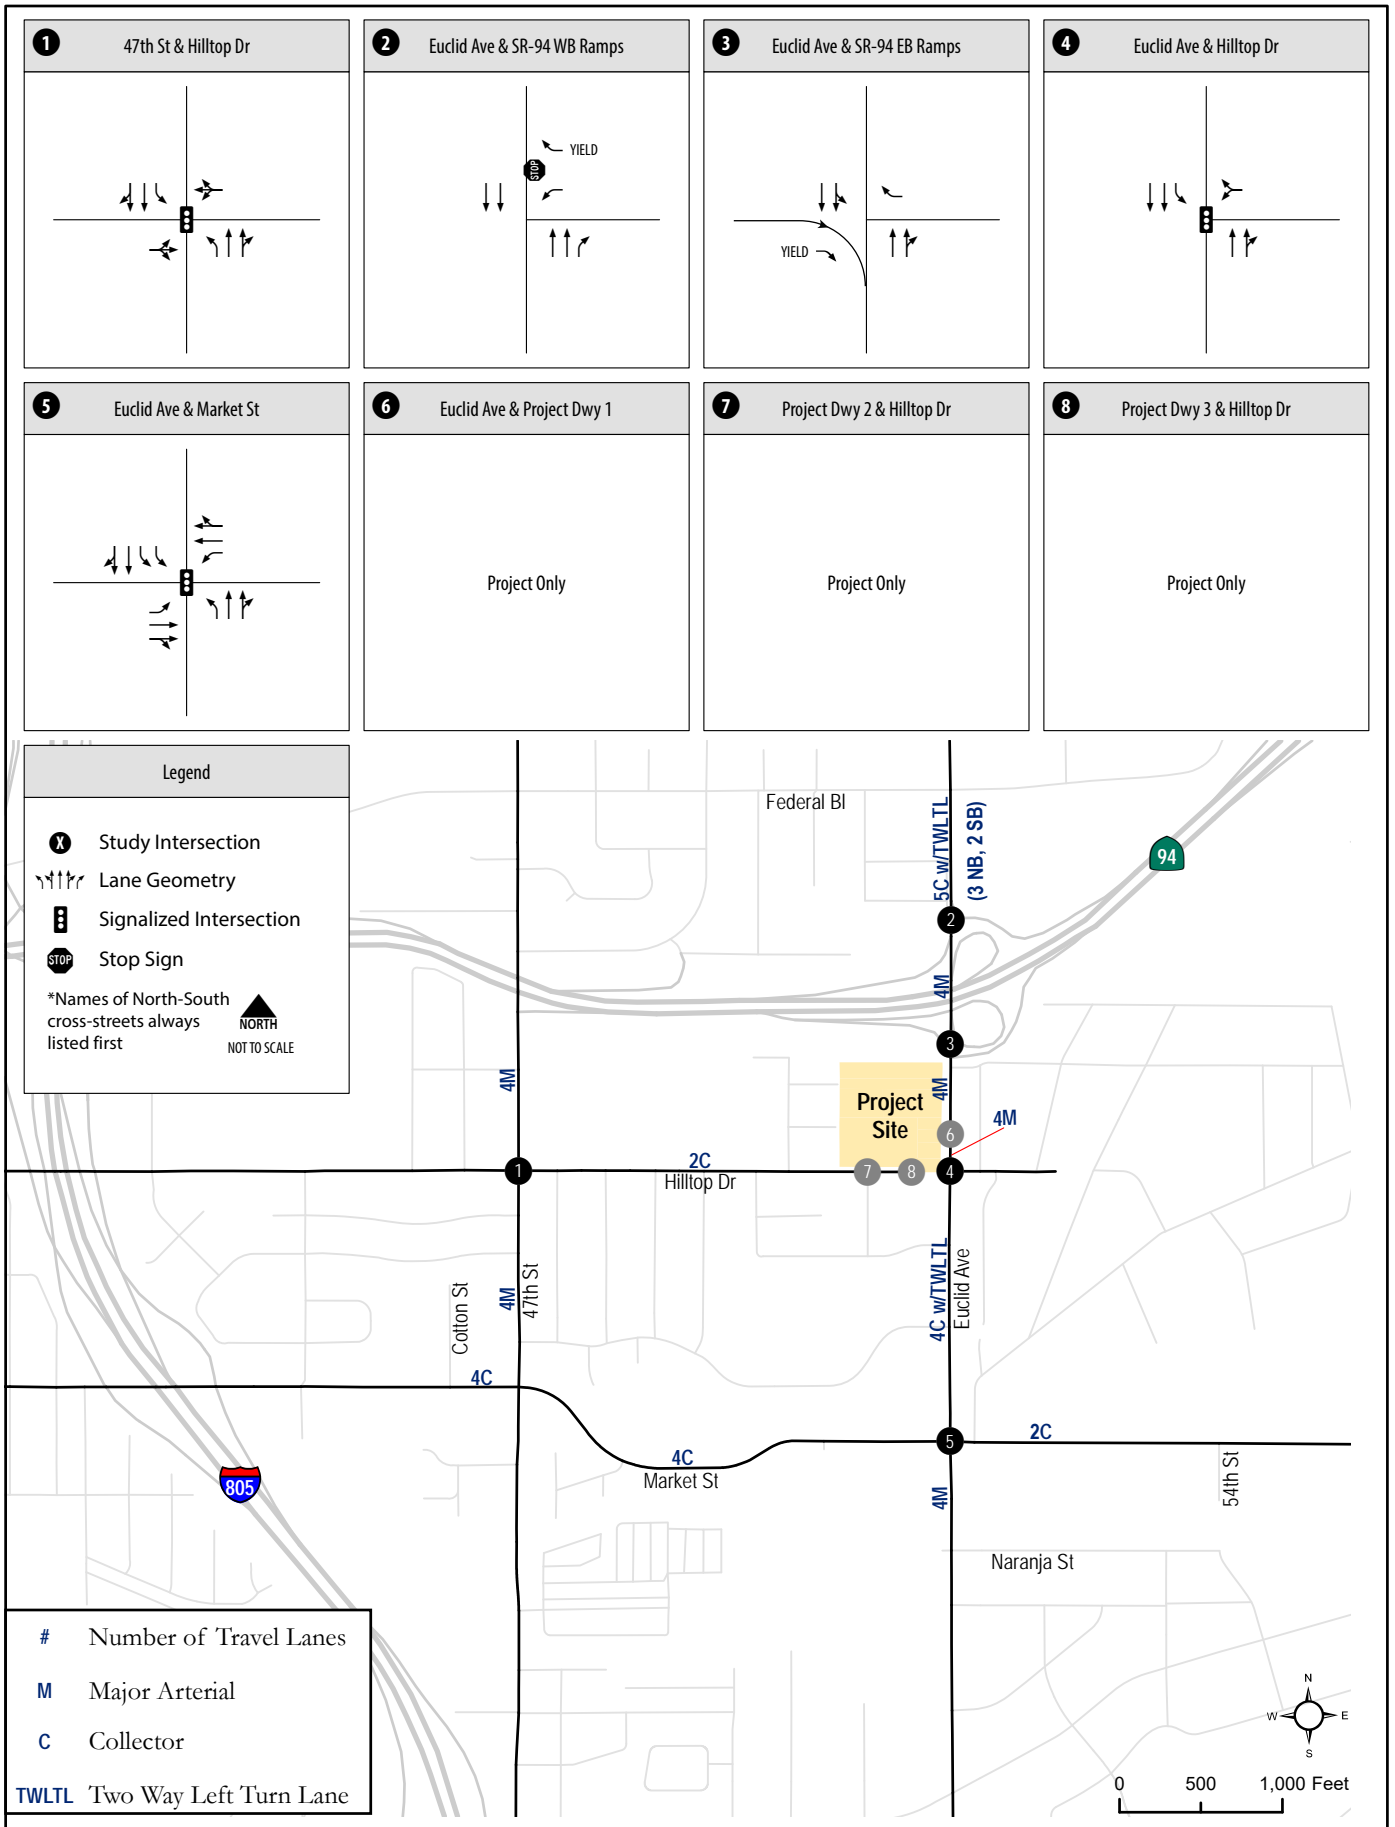 1 47th St & Hilltop Dr
2 Euclid Ave & SR-94 WB Ramps
3 Euclid Ave & SR-94 EB Ramps
4 Euclid Ave & Hilltop Dr
YIELD
STOP
YIELD
5 Euclid Ave & Market St
6 Euclid Ave & Project Dwy 1
7 Project Dwy 2 & Hilltop Dr
8 Project Dwy 3 & Hilltop Dr
Project Only
Project Only
Project Only
Legend
X Study Intersection
Lane Geometry
Signalized Intersection
STOP Stop Sign
*Names of North-South
cross-streets always
listed first
NORTH
NOT TO SCALE
Federal Bl
5C w/TWLTL
(3 NB, 2 SB)
94
2
4M
3
4M
4M
Project
Site
6
4M
1
2C
Hilltop Dr
7
8
4
4M
47th St
Cotton St
4C w/TWLTL
Euclid Ave
4C
4C
Market St
5
2C
54th St
805
4M
Naranja St
# Number of Travel Lanes
M Major Arterial
C Collector
TWLTL Two Way Left Turn Lane
N
W
E
S
0 500 1,000 Feet